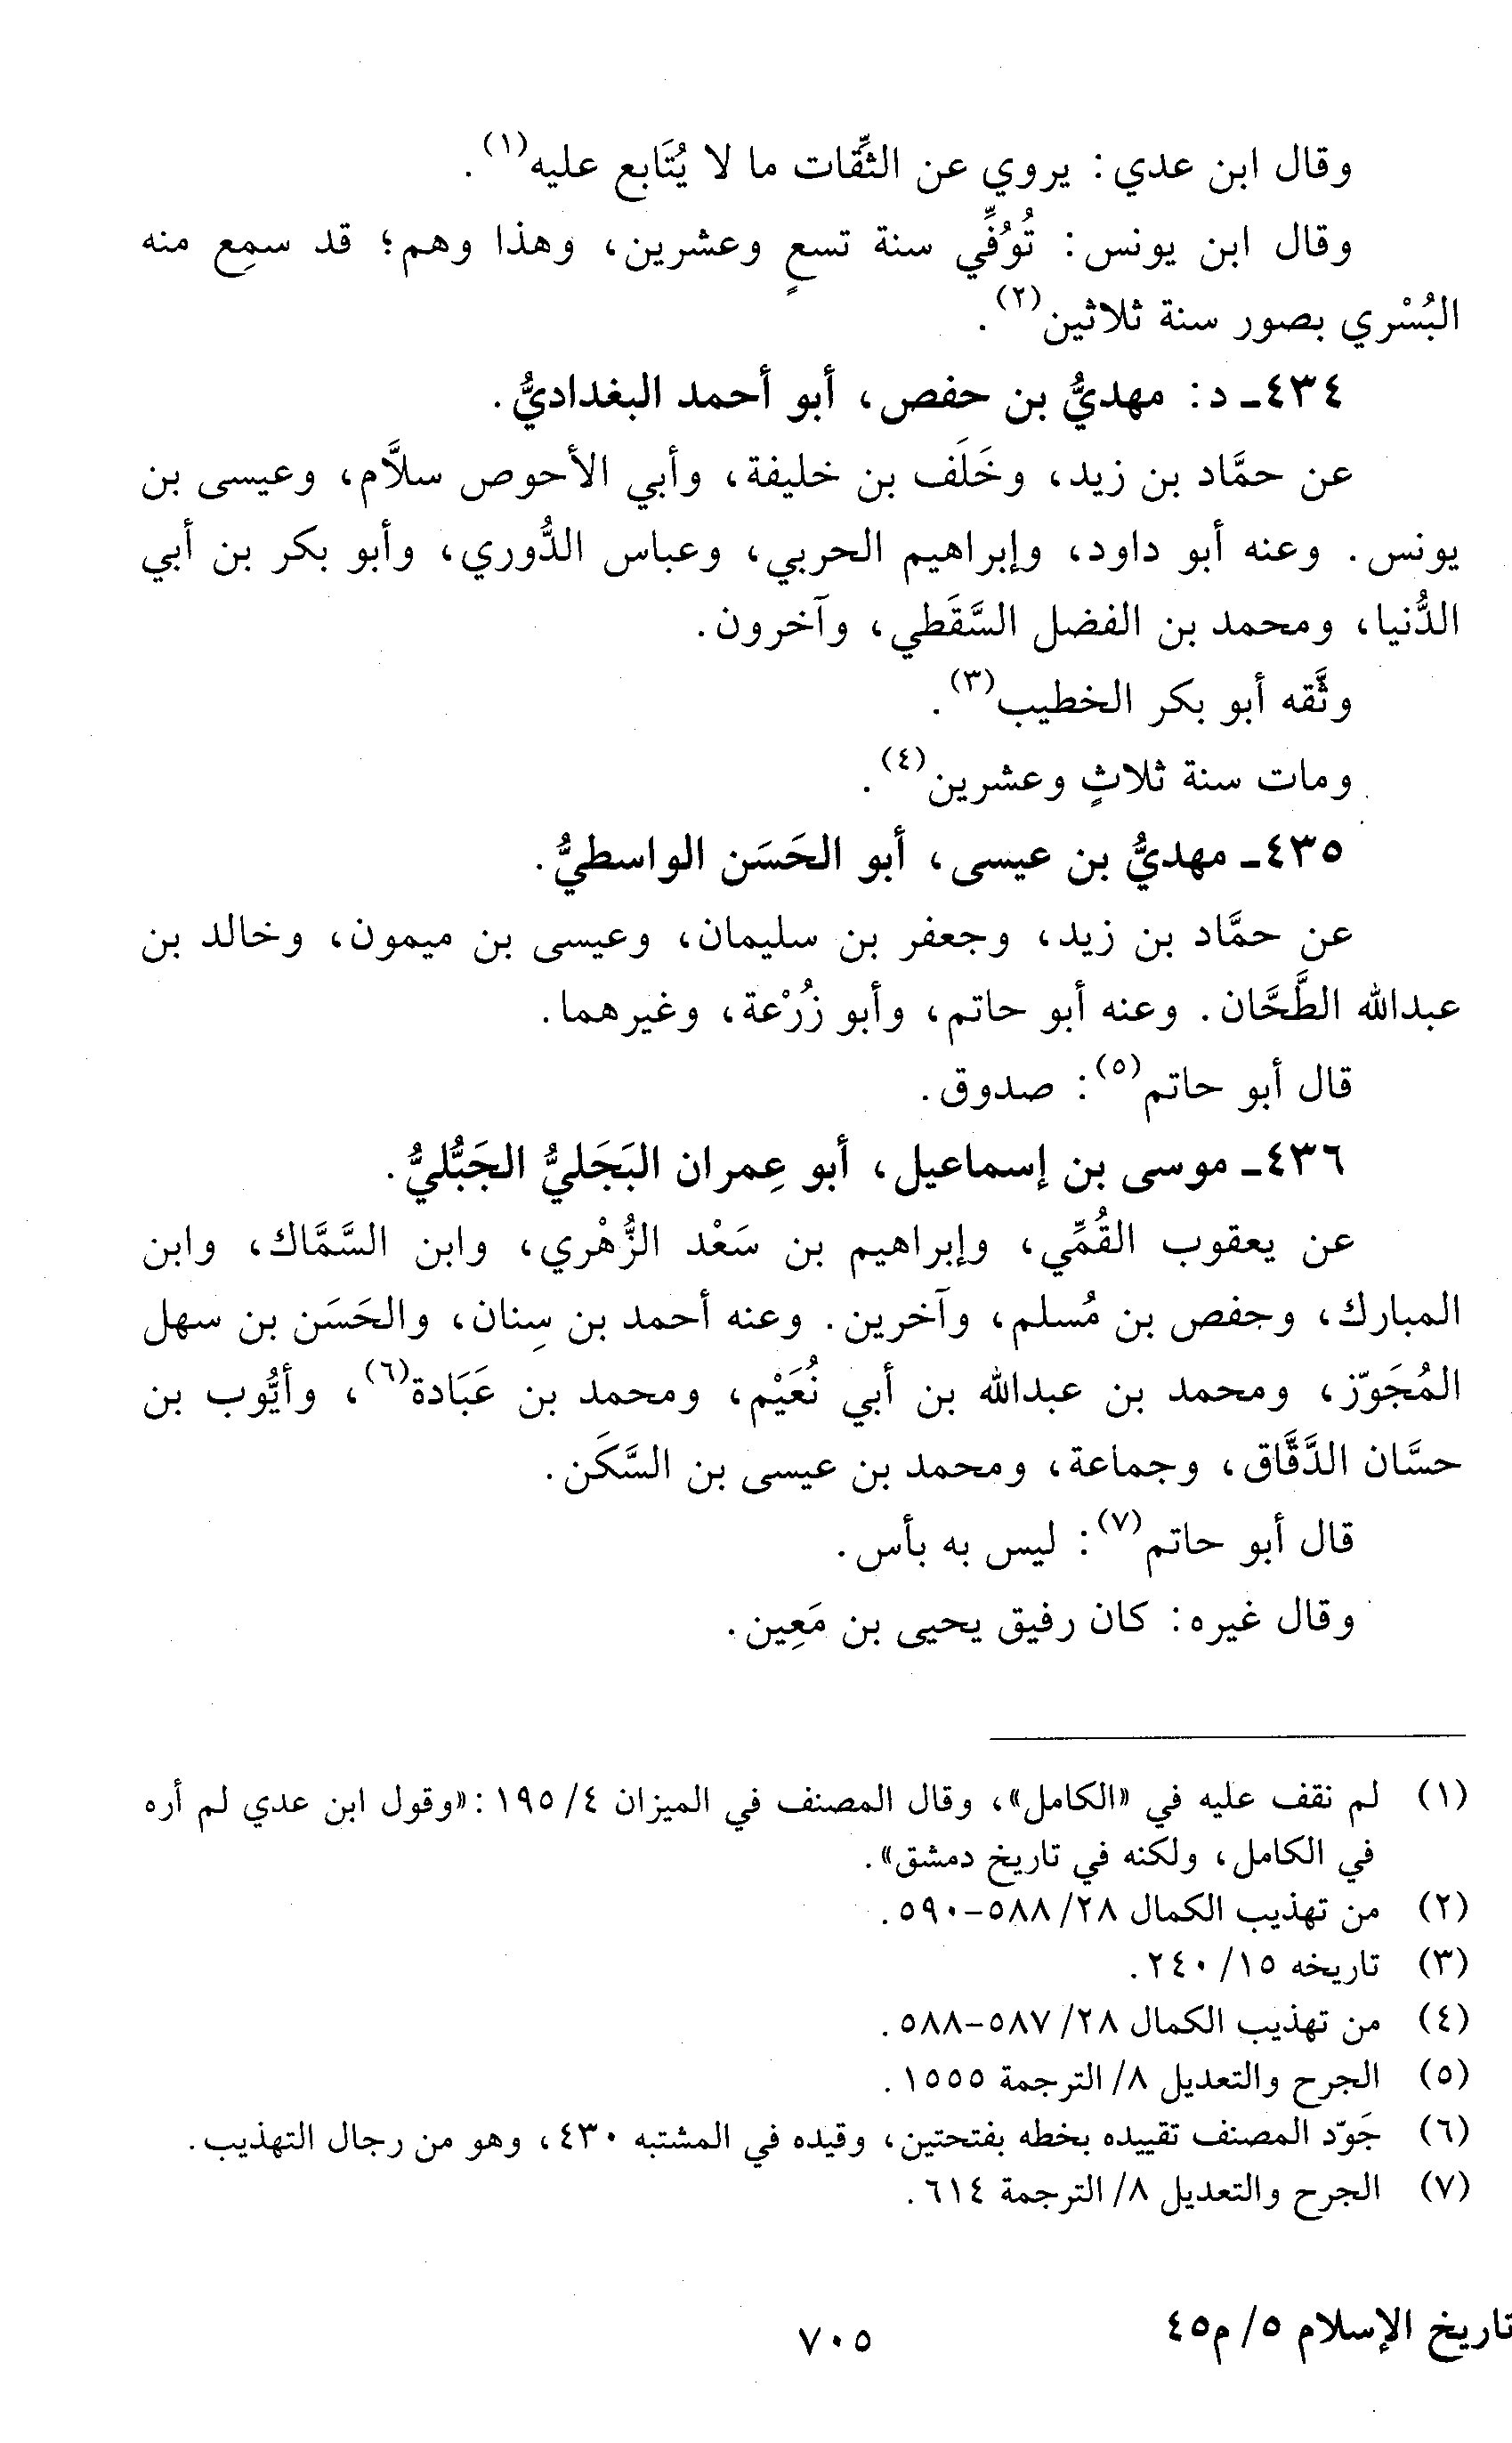 وقال ابن عدي: يروي عن الثِّقات ما لا يُتَابع عليه(١).
وقال ابن يونس: تُوُفِّي سنة تسعٍ وعشرين، وهذا وهم؛ قد سمِع منه
البُسْري بصور سنة ثلاثين(٢).
٤٣٤ـ د: مهديُّ بن حفص، أبو أحمد البغداديُّ.
عن حمَّاد بن زيد، وخَلَف بن خليفة، وأبي الأحوص سلاَّم، وعيسى بن
يونس. وعنه أبو داود، وإبراهيم الحربي، وعباس الدُّوري، وأبو بكر بن أبي
الدُّنيا، ومحمد بن الفضل السَّقَطي، وآخرون.
وثَّقه أبو بكر الخطيب(٣).
ومات سنة ثلاثٍ وعشرين(٤).
٤٣٥ـ مهديُّ بن عيسى، أبو الحَسَن الواسطيُّ.
عن حمَّاد بن زيد، وجعفر بن سليمان، وعيسى بن ميمون، وخالد بن
عبدالله الطَّحَّان. وعنه أبو حاتم، وأبو زُرْعة، وغيرهما.
قال أبو حاتم(٥): صدوق.
٤٣٦ـ موسى بن إسماعيل، أبو عِمران البَجَليُّ الجَبُّليُّ.
عن يعقوب القُمِّي، وإبراهيم بن سَعْد الزُّهْري، وابن السَّمَّاك، وابن
المبارك، وحفص بن مُسلم، وآخرين. وعنه أحمد بن سِنان، والحَسَن بن سهل
المُجَوّز، ومحمد بن عبدالله بن أبي نُعَيْم، ومحمد بن عَبَادة(٦)، وأيُّوب بن
حسَّان الدَّقَّاق، وجماعة، ومحمد بن عيسى بن السَّكَن.
قال أبو حاتم(٧): ليس به بأس.
وقال غيره: كان رفيق يحيى بن مَعِين.
(١) لم نقف عليه في «الكامل»، وقال المصنف في الميزان ٤/ ١٩٥: «وقول ابن عدي لم أره
في الكامل، ولكنه في تاريخ دمشق».
(٢) من تهذيب الكمال ٢٨/ ٥٨٨-٥٩٠.
(٣) تاريخه ١٥/ ٢٤٠.
(٤) من تهذيب الكمال ٢٨/ ٥٨٧-٥٨٨.
(٥) الجرح والتعديل ٨/ الترجمة ١٥٥٥.
(٦) جَوّد المصنف تقييده بخطه بفتحتين، وقيده في المشتبه ٤٣٠، وهو من رجال التهذيب.
(٧) الجرح والتعديل ٨/ الترجمة ٦١٤.
تاريخ الإسلام ٥/ م٤٥
٧٠٥